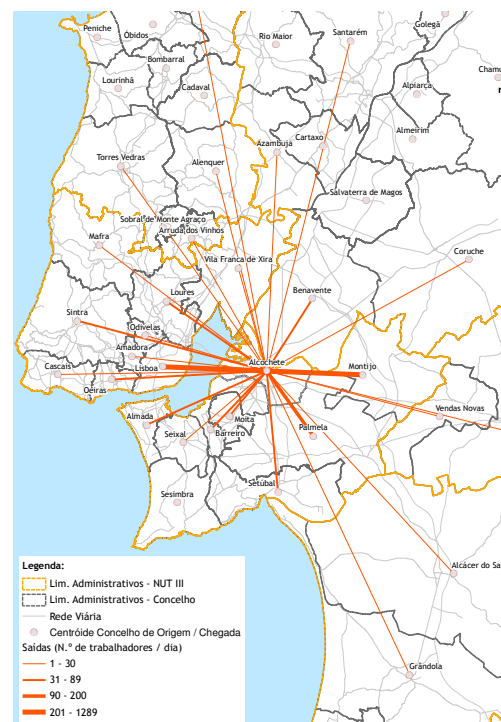 Golegã
Peniche
Óbidos
Rio Maior
Santarém
Bombarral
Chamu
Lourinhã
Cadaval
Alpiarça
Almeirim
Cartaxo
Azambuja
Torres Vedras
Alenquer
Salvaterra de Magos
Sobral de Monte Agraço
Arruda dos Vinhos
Mafra
Vila Franca de Xira
Coruche
Loures
Benavente
Sintra
Odivelas
Amadora
Alcochete
Cascais
Lisboa
Montijo
Oeiras
Almada
Moita
Vendas Novas
Seixal
Barreiro
Palmela
Setúbal
Sesimbra
Alcácer do Sa
Grândola
Legenda:
Lim. Administrativos - NUT III
Lim. Administrativos - Concelho
Rede Viária
Centróide Concelho de Origem / Chegada
Saídas (N.º de trabalhadores / dia)
1 - 30
31 - 89
90 - 200
201 - 1289